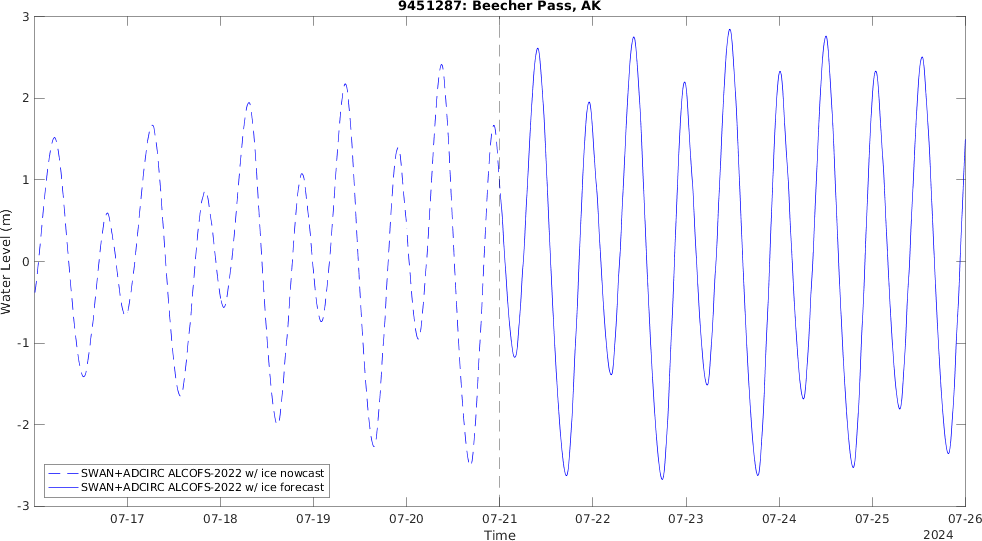 9451287: Beecher Pass, AK
3
2
1
0
-1
-2
-3
Water Level (m)
SWAN+ADCIRC ALCOFS-2022 w/ ice nowcast
SWAN+ADCIRC ALCOFS-2022 w/ ice forecast
07-17 07-18 07-19 07-20 07-21 07-22 07-23 07-24 07-25 07-26
Time
2024